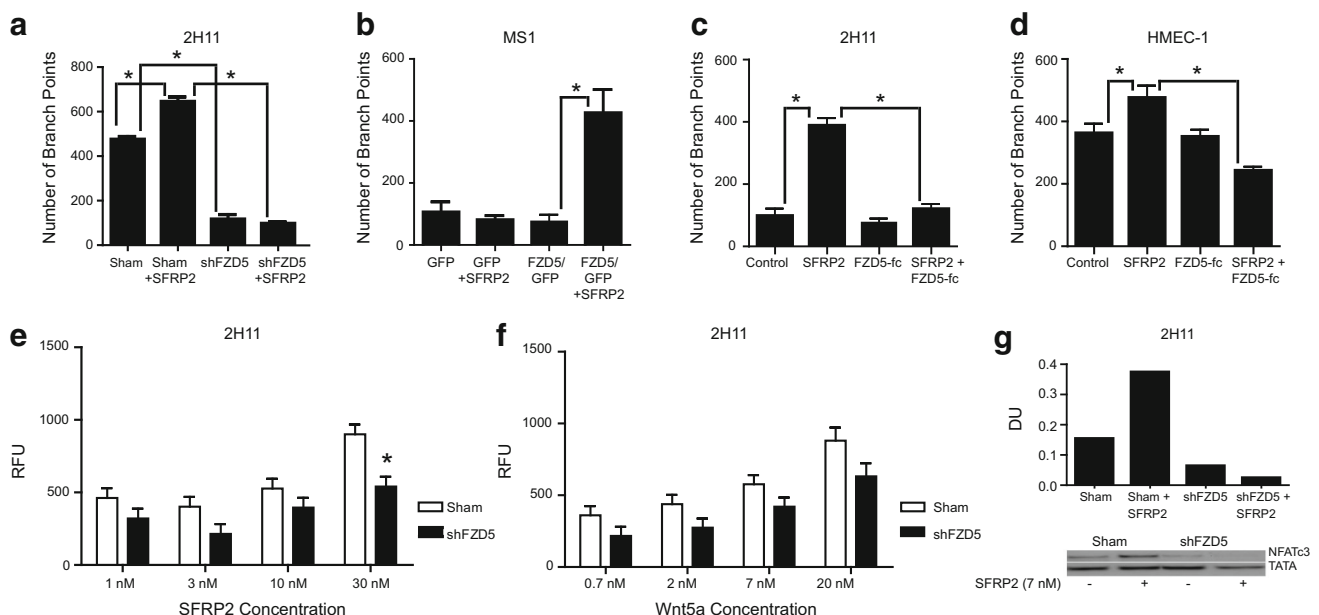 a
2H11
Number of Branch Points
800
600
400
200
0
*
*
*
Sham
Sham
+SFRP2
shFZD5
shFZD5
+SFRP2
b
MS1
Number of Branch Points
600
400
200
0
*
GFP
GFP
+SFRP2
FZD5/
GFP
FZD5/
GFP
+SFRP2
c
2H11
Number of Branch Points
600
400
200
0
*
*
Control
SFRP2
FZD5-fc
SFRP2 +
FZD5-fc
d
HMEC-1
Number of Branch Points
600
400
200
0
*
*
Control
SFRP2
FZD5-fc
SFRP2 +
FZD5-fc
e
2H11
RFU
1500
1000
500
0
*
1 nM
3 nM
10 nM
30 nM
SFRP2 Concentration
Sham
shFZD5
f
2H11
RFU
1500
1000
500
0
0.7 nM
2 nM
7 nM
20 nM
Wnt5a Concentration
Sham
shFZD5
g
2H11
DU
0.4
0.3
0.2
0.1
0.0
Sham
Sham +
SFRP2
shFZD5
shFZD5 +
SFRP2
Sham
shFZD5
NFATc3
TATA
SFRP2 (7 nM) - + - +